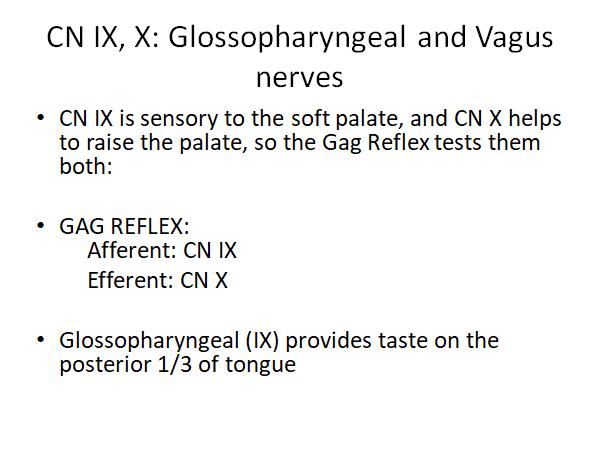 CN IX, X: Glossopharyngeal and Vagus
nerves
• CN IX is sensory to the soft palate, and CN X helps
to raise the palate, so the Gag Reflex tests them
both:
• GAG REFLEX:
Afferent: CN IX
Efferent: CN X
• Glossopharyngeal (IX) provides taste on the
posterior 1/3 of tongue